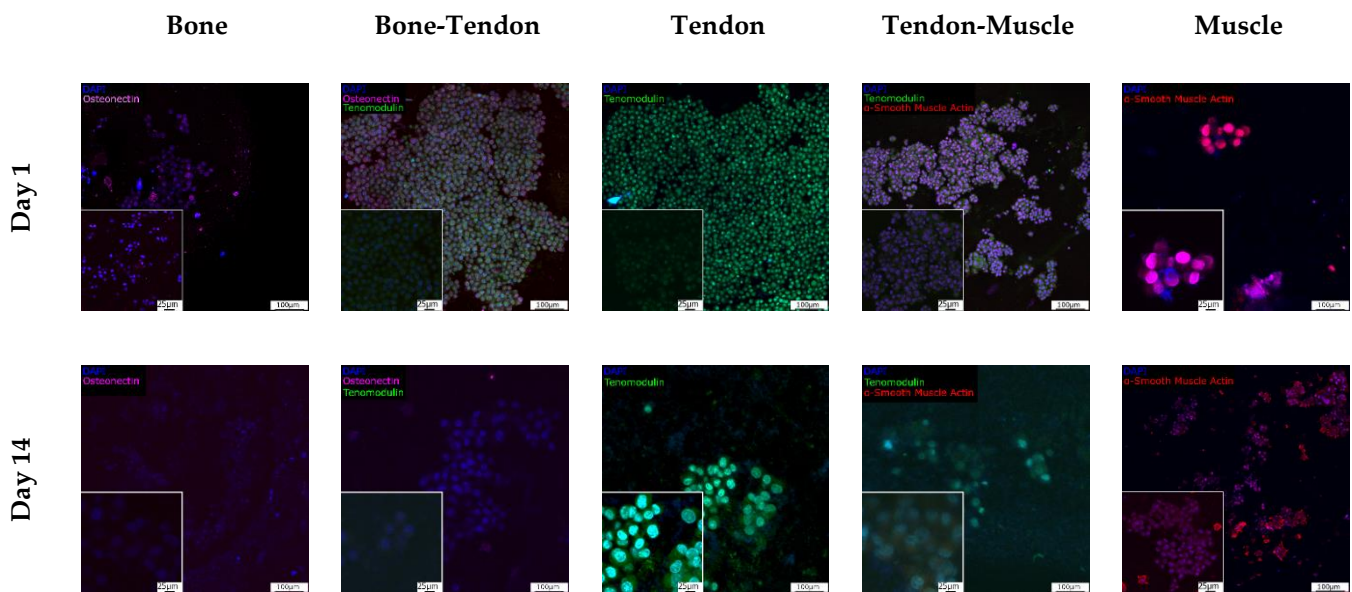 Bone Bone-Tendon Tendon Tendon-Muscle Muscle
Day 1
DAPI
Osteonectin
25µm
100µm
DAPI
Osteonectin
Tenomodulin
25µm
100µm
DAPI
Tenomodulin
25µm
100µm
DAPI
Tenomodulin
α-Smooth Muscle Actin
25µm
100µm
DAPI
α-Smooth Muscle Actin
25µm
100µm
Day 14
DAPI
Osteonectin
25µm
100µm
DAPI
Osteonectin
Tenomodulin
25µm
100µm
DAPI
Tenomodulin
25µm
100µm
DAPI
Tenomodulin
α-Smooth Muscle Actin
25µm
100µm
DAPI
α-Smooth Muscle Actin
25µm
100µm